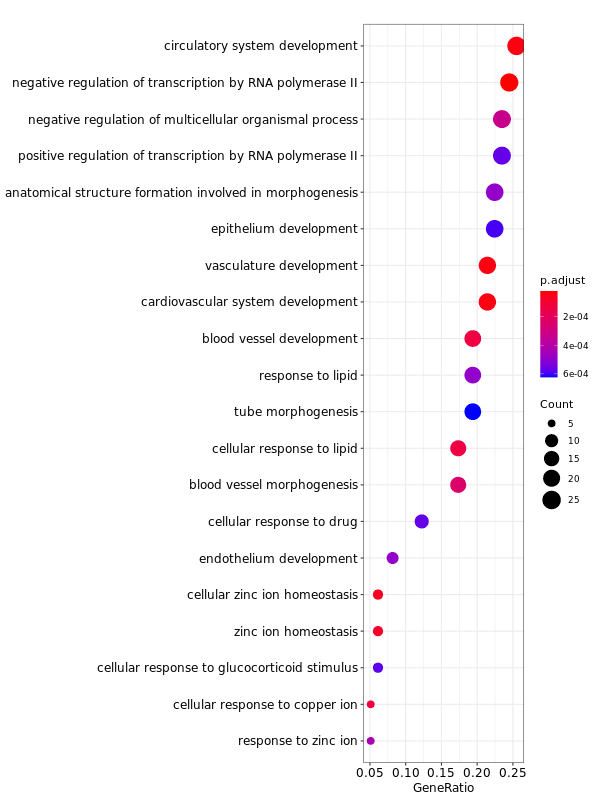 circulatory system development
negative regulation of transcription by RNA polymerase II
negative regulation of multicellular organismal process
positive regulation of transcription by RNA polymerase II
anatomical structure formation involved in morphogenesis
epithelium development
vasculature development
cardiovascular system development
blood vessel development
response to lipid
tube morphogenesis
cellular response to lipid
blood vessel morphogenesis
cellular response to drug
endothelium development
cellular zinc ion homeostasis
zinc ion homeostasis
cellular response to glucocorticoid stimulus
cellular response to copper ion
response to zinc ion
0.05 0.10 0.15 0.20 0.25
GeneRatio
p.adjust
2e-04
4e-04
6e-04
Count
5
10
15
20
25